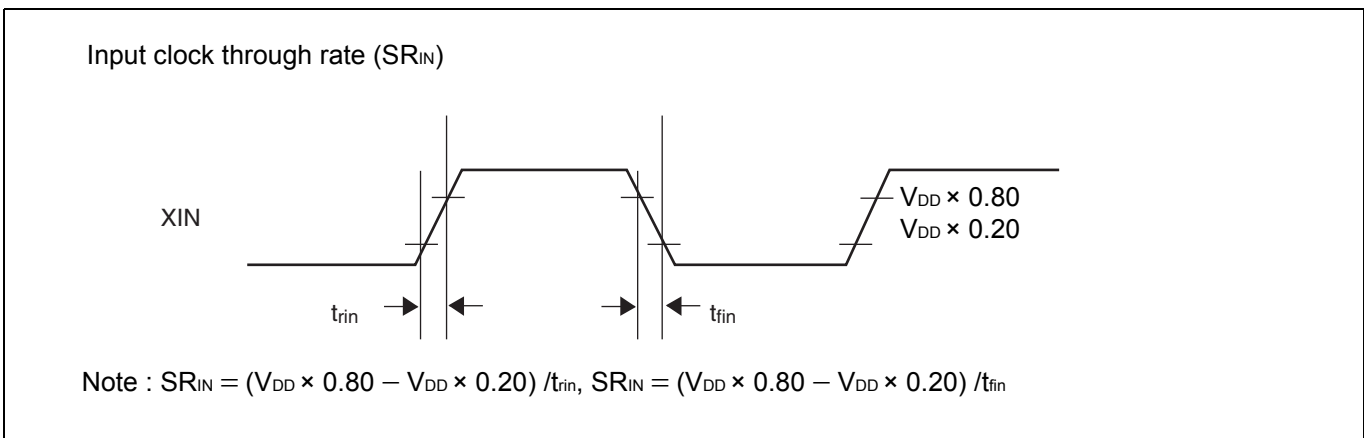 Input clock through rate (SRIN)
XIN
VDD × 0.80
VDD × 0.20
trin
tfin
Note : SRIN = (VDD × 0.80 − VDD × 0.20) /trin, SRIN = (VDD × 0.80 − VDD × 0.20) /tfin